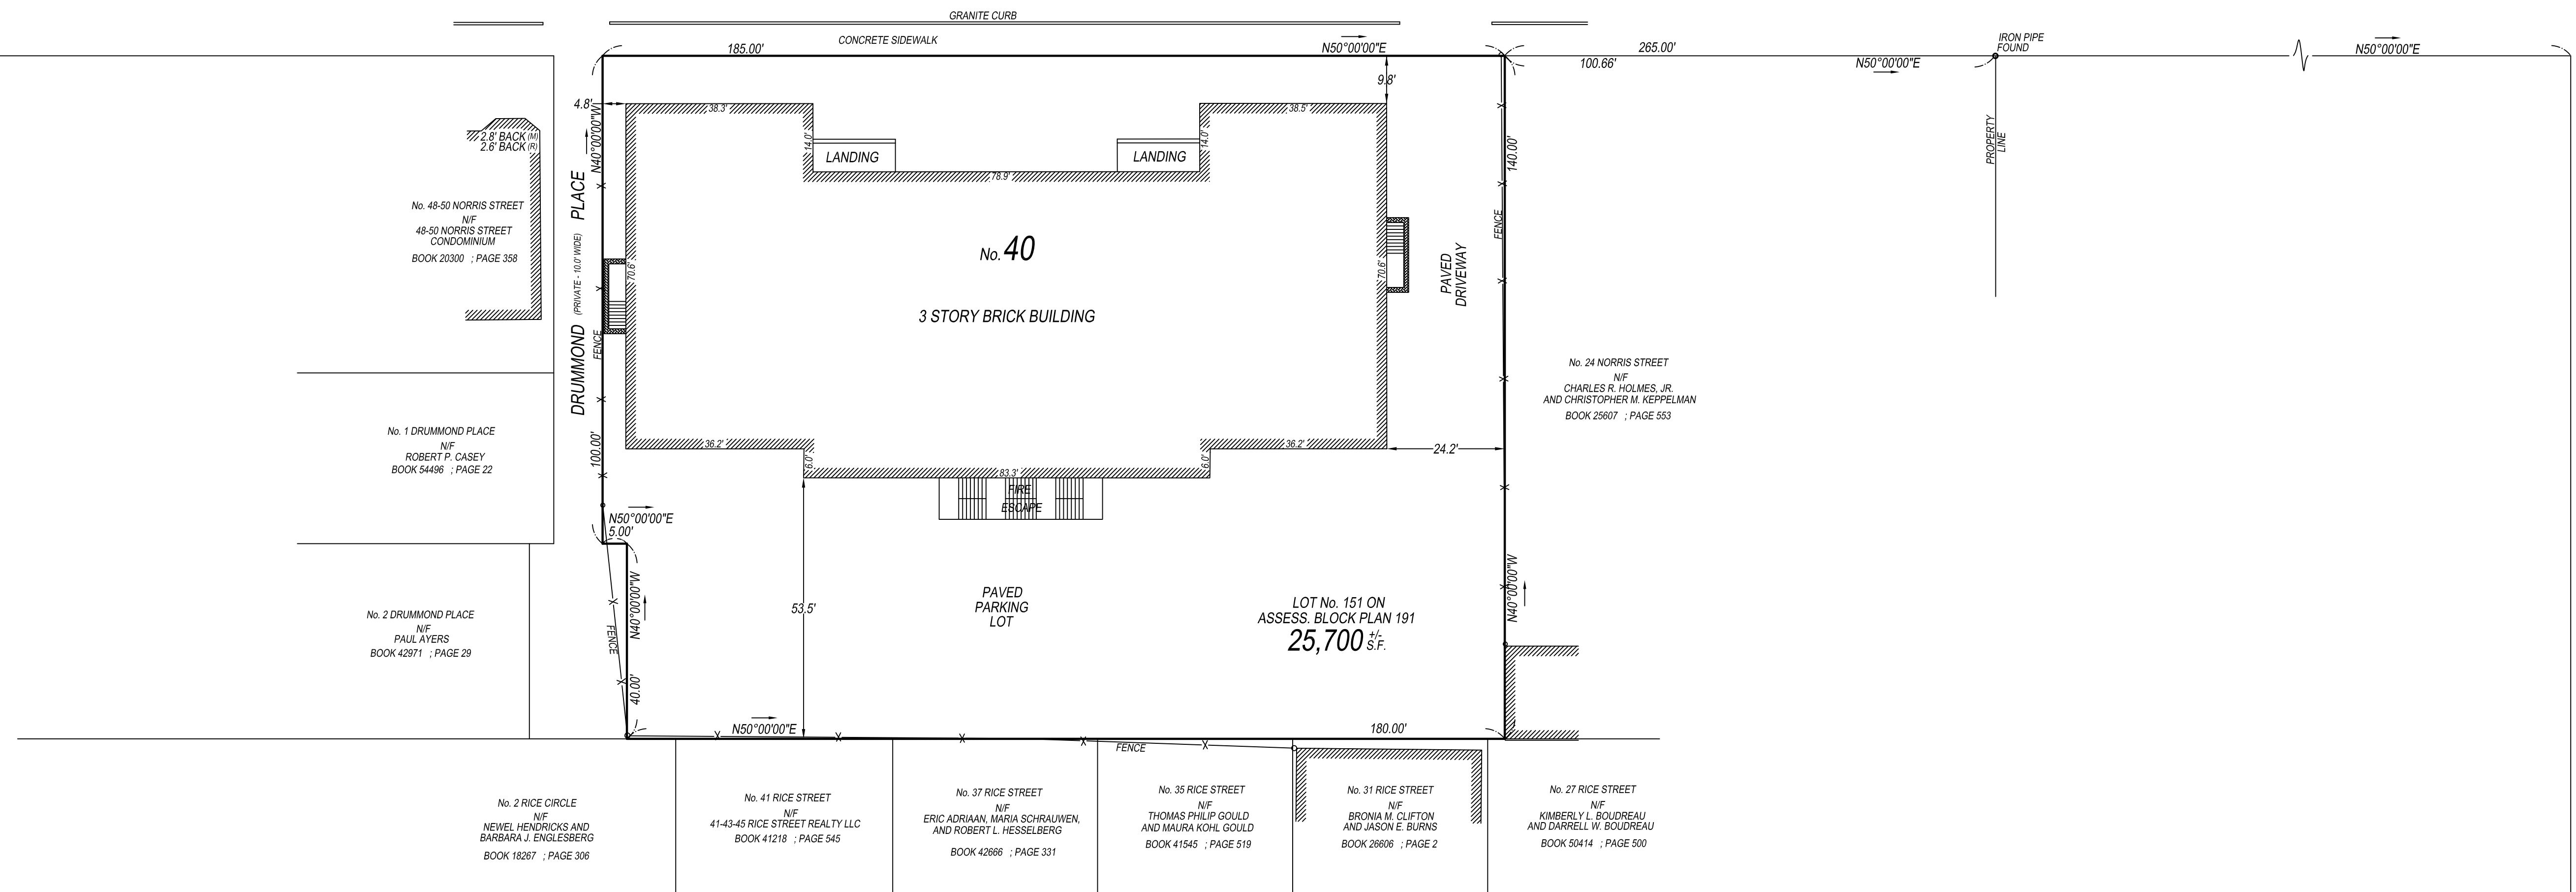 GRANITE CURB
CONCRETE SIDEWALK
185.00'
N50°00'00"E
265.00'
100.66'
N50°00'00"E
IRON PIPE
FOUND
N50°00'00"E
9.8'
4.8'
38.3'
38.5'
N40°00'00"W
14.0'
14.0'
140.00'
PROPERTY
LINE
2.8' BACK (M)
2.6' BACK (R)
LANDING
LANDING
78.9'
No. 48-50 NORRIS STREET
N/F
48-50 NORRIS STREET
CONDOMINIUM
BOOK 20300 ; PAGE 358
DRUMMOND PLACE
(PRIVATE - 10.0' WIDE)
FENCE
70.6'
No. 40
3 STORY BRICK BUILDING
70.6'
PAVED
DRIVEWAY
FENCE
No. 24 NORRIS STREET
N/F
CHARLES R. HOLMES, JR.
AND CHRISTOPHER M. KEPPELMAN
BOOK 25607 ; PAGE 553
No. 1 DRUMMOND PLACE
N/F
ROBERT P. CASEY
BOOK 54496 ; PAGE 22
100.00'
36.2'
36.2'
24.2'
6.0'
6.0'
83.3'
FIRE
ESCAPE
N50°00'00"E
5.00'
No. 2 DRUMMOND PLACE
N/F
PAUL AYERS
BOOK 42971 ; PAGE 29
FENCE
N40°00'00"W
40.00'
53.5'
PAVED
PARKING
LOT
LOT No. 151 ON
ASSESS. BLOCK PLAN 191
25,700 +/-
S.F.
N40°00'00"W
N50°00'00"E
180.00'
FENCE
No. 2 RICE CIRCLE
N/F
NEWEL HENDRICKS AND
BARBARA J. ENGLESBERG
BOOK 18267 ; PAGE 306
No. 41 RICE STREET
N/F
41-43-45 RICE STREET REALTY LLC
BOOK 41218 ; PAGE 545
No. 37 RICE STREET
N/F
ERIC ADRIAAN, MARIA SCHRAUWEN,
AND ROBERT L. HESSELBERG
BOOK 42666 ; PAGE 331
No. 35 RICE STREET
N/F
THOMAS PHILIP GOULD
AND MAURA KOHL GOULD
BOOK 41545 ; PAGE 519
No. 31 RICE STREET
N/F
BRONIA M. CLIFTON
AND JASON E. BURNS
BOOK 26606 ; PAGE 2
No. 27 RICE STREET
N/F
KIMBERLY L. BOUDREAU
AND DARRELL W. BOUDREAU
BOOK 50414 ; PAGE 500